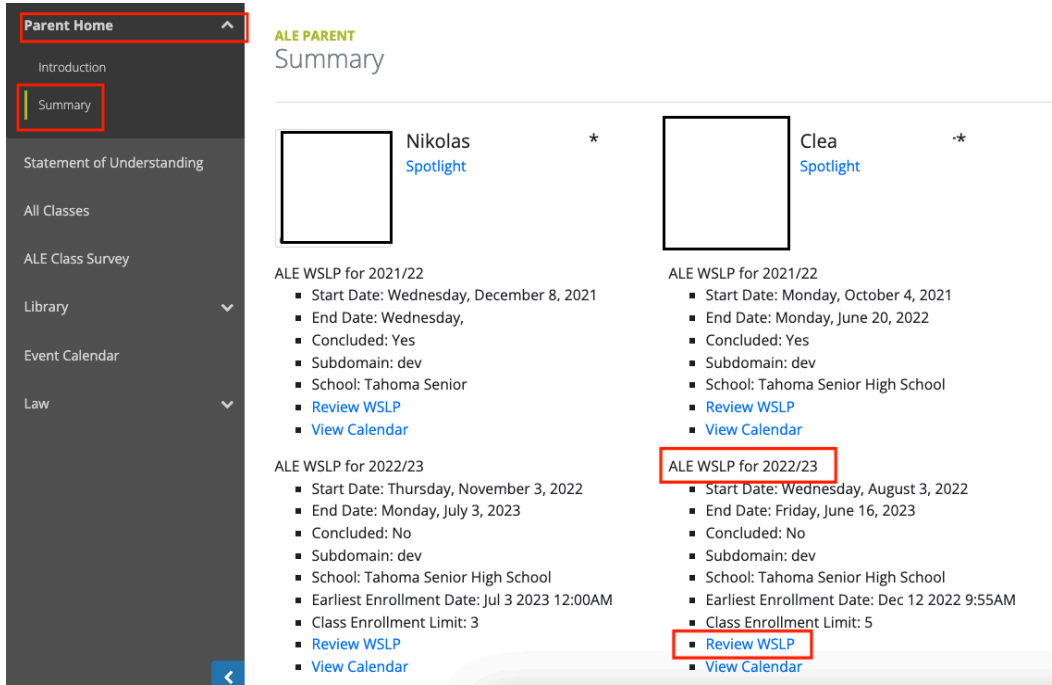 Parent Home
Introduction
Summary
Statement of Understanding
All Classes
ALE Class Survey
Library
Event Calendar
Law
ALE PARENT
Summary
Nikolas *
Spotlight
ALE WSLP for 2021/22
Start Date: Wednesday, December 8, 2021
End Date: Wednesday,
Concluded: Yes
Subdomain: dev
School: Tahoma Senior
Review WSLP
View Calendar
ALE WSLP for 2022/23
Start Date: Thursday, November 3, 2022
End Date: Monday, July 3, 2023
Concluded: No
Subdomain: dev
School: Tahoma Senior High School
Earliest Enrollment Date: Jul 3 2023 12:00AM
Class Enrollment Limit: 3
Review WSLP
View Calendar
Clea *
Spotlight
ALE WSLP for 2021/22
Start Date: Monday, October 4, 2021
End Date: Monday, June 20, 2022
Concluded: Yes
Subdomain: dev
School: Tahoma Senior High School
Review WSLP
View Calendar
ALE WSLP for 2022/23
Start Date: Wednesday, August 3, 2022
End Date: Friday, June 16, 2023
Concluded: No
Subdomain: dev
School: Tahoma Senior High School
Earliest Enrollment Date: Dec 12 2022 9:55AM
Class Enrollment Limit: 5
Review WSLP
View Calendar